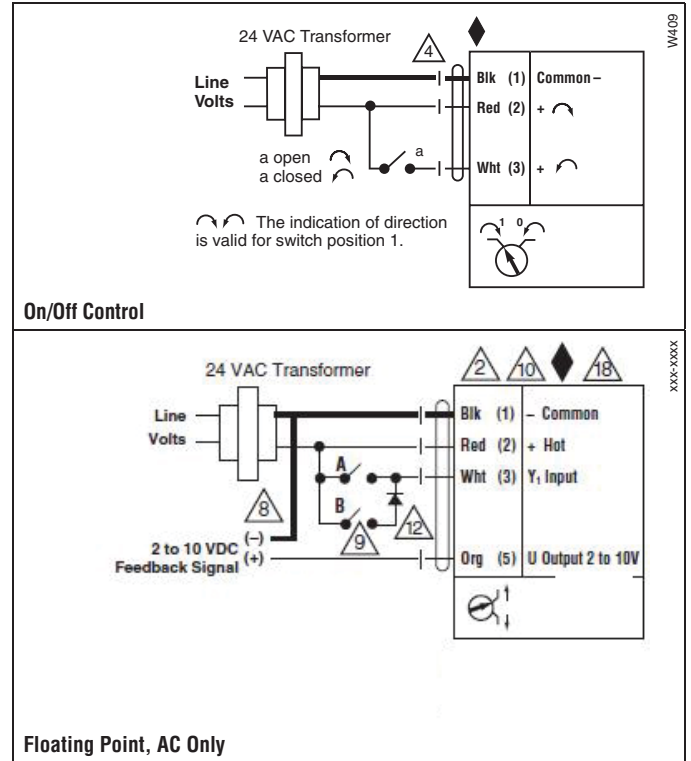 W409
24 VAC Transformer
4
Line
Volts
Blk (1) Common –
Red (2) +
a
a open
a closed
Wht (3) +
The indication of direction
is valid for switch position 1.
1 0
On/Off Control
xxx-xxxx
24 VAC Transformer
2 10 18
Line
Volts
Blk (1) – Common
Red (2) + Hot
A
Wht (3) Y₁ Input
8
B
12
9
(–)
2 to 10 VDC
Feedback Signal (+)
Org (5) U Output 2 to 10V
Floating Point, AC Only